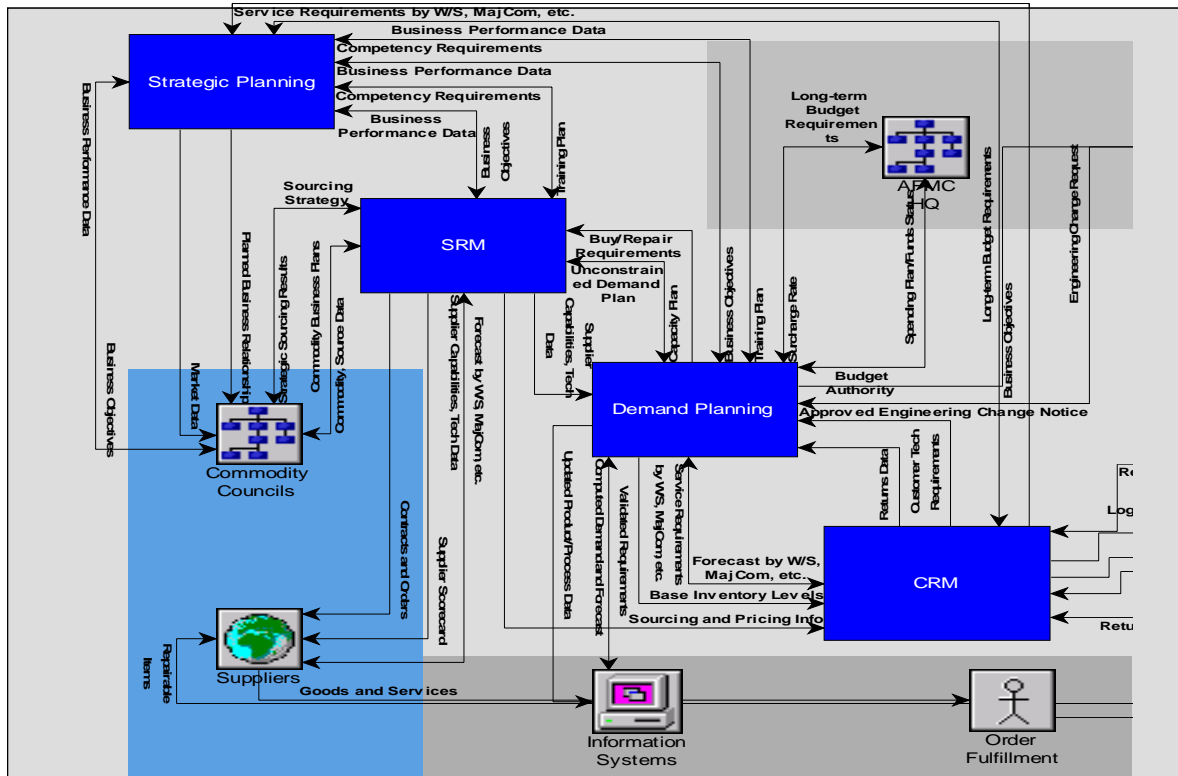 Service Requirements by W/S, MajCom, etc.
Business Performance Data
Competency Requirements
Business Performance Data
Competency Requirements
Business
Performance Data
Strategic Planning
Business Performance Data
Business
Objectives
Training Plan
Long-term
Budget
Requiremen
ts
AFMC
HQ
Sourcing
Strategy
SRM
Buy/Repair
Requirements
Unconstrain
ed Demand
Plan
Capacity Plan
Business Objectives
Training Plan
Surcharge Rate
Spending Plan/Funds Status
Long-term Budget Requirements
Business Objectives
Engineering Change Request
Business Objectives
Market Data
Planned Business Relationship
Strategic Sourcing Results
Commodity Business Plans
Commodity, Source Data
Supplier Capabilities, Tech Data
Forecast by WS, MajCom, etc.
Supplier
Capabilities, Tech
Data
Budget
Authority
Demand Planning
Approved Engineering Change Notice
Commodity
Councils
Contracts and Orders
Supplier Scorecard
Updated Product/Process Data
Computed Demand and Forecast
Validated Requirements
Service Requirements
by WS, MajCom, etc
Returns Data
Customer Tech
Requirements
Re
Log
CRM
Forecast by W/S,
MajCom, etc.
Base Inventory Levels
Sourcing and Pricing Info
Retu
Suppliers
Repairable
Items
Goods and Services
Information
Systems
Order
Fulfillment